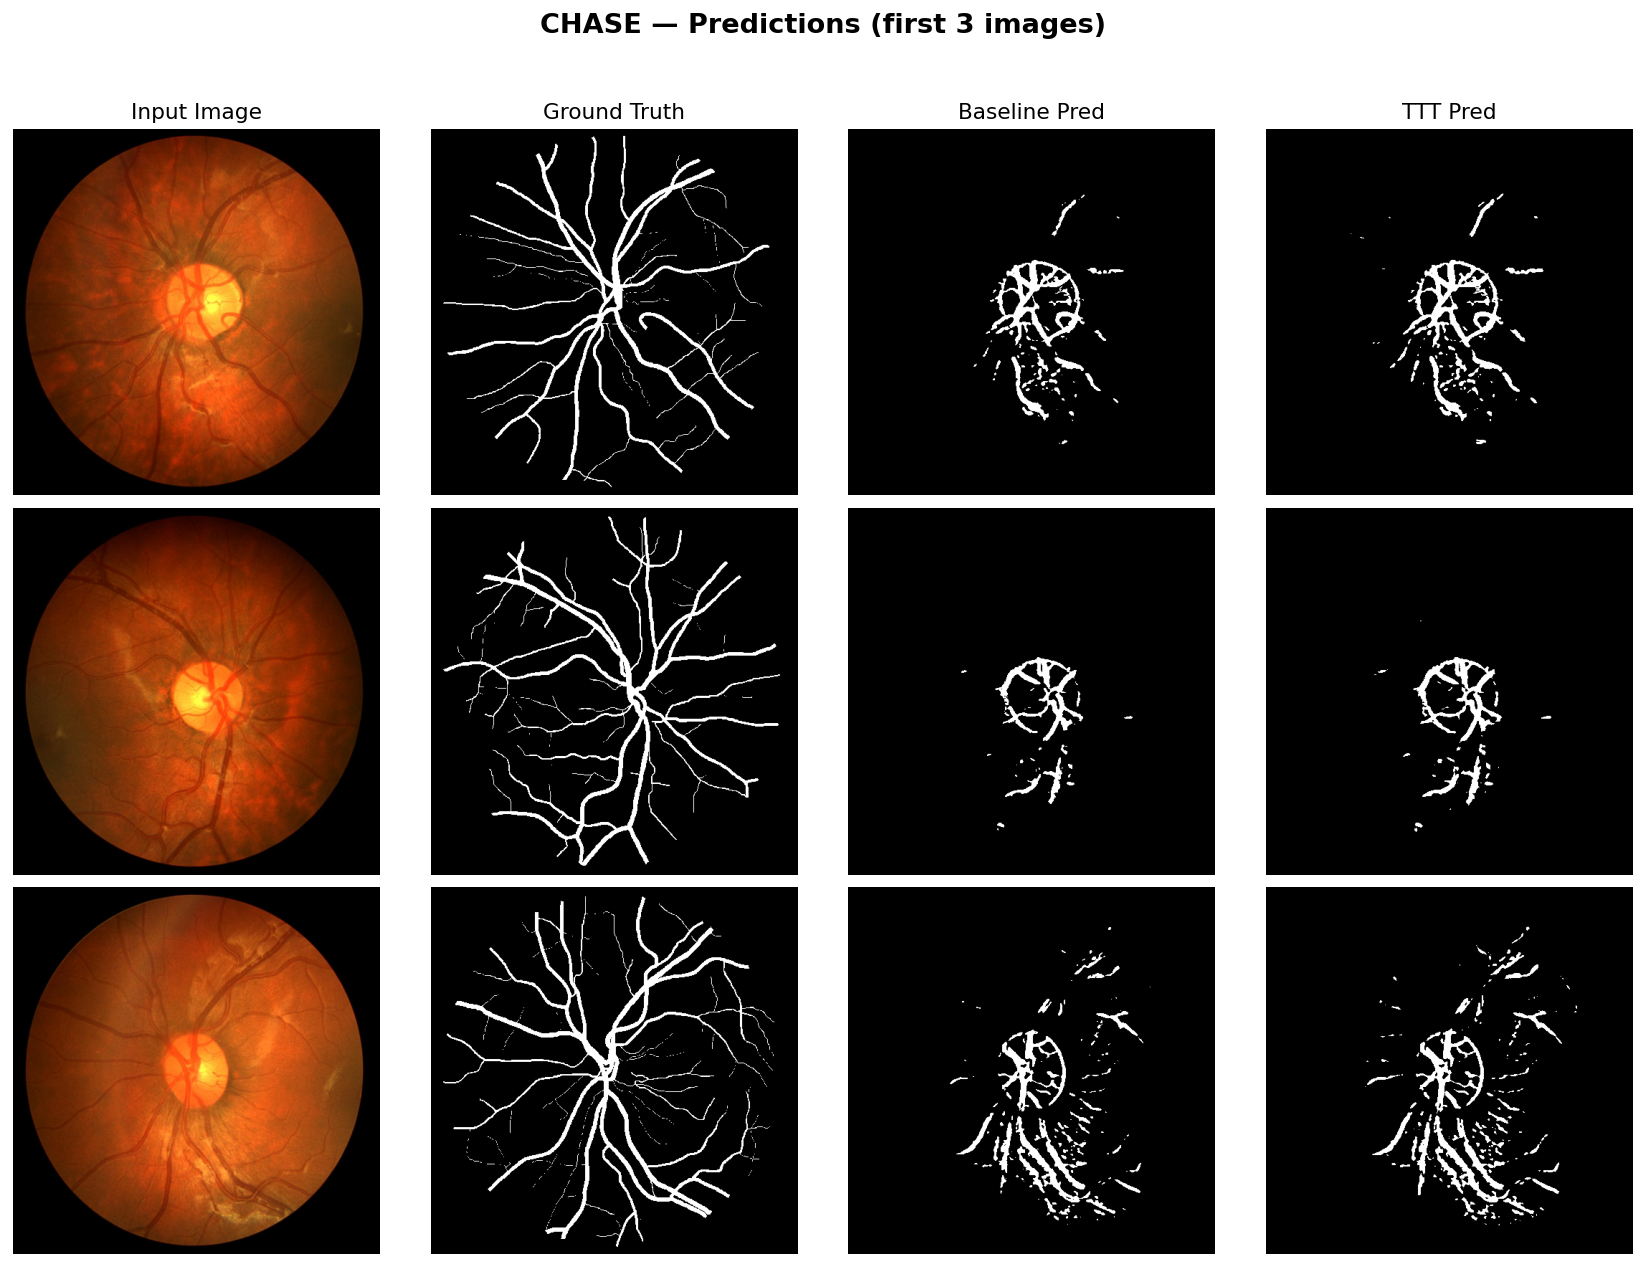 CHASE — Predictions (first 3 images)
Input Image
Ground Truth
Baseline Pred
TTT Pred